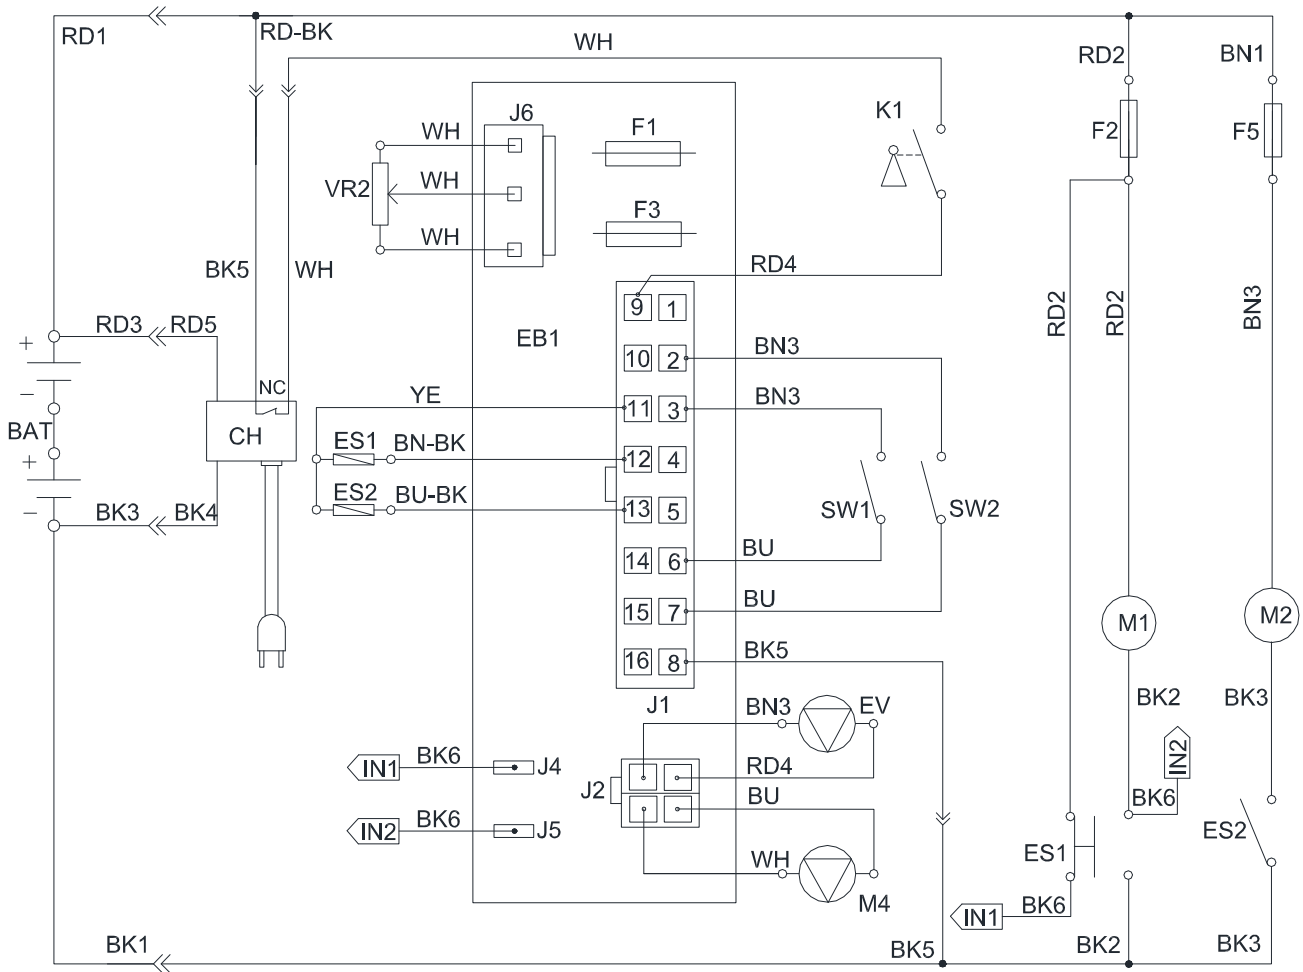 RD1
RD-BK
WH
RD2
BN1
J6
F1
K1
F2
F5
WH
VR2
WH
WH
F3
BK5
WH
RD4
RD2
RD2
BN3
RD3
RD5
9 1
+
EB1
10 2
BN3
-
NC
YE
11 3
BN3
BAT
CH
ES1
BN-BK
12 4
+
ES2
BU-BK
13 5
SW1
SW2
-
BK3
BK4
14 6
BU
15 7
BU
M1
M2
16 8
BK5
J1
BN3
EV
BK2
BK3
IN1
BK6
J4
RD4
IN2
J2
BU
BK6
IN2
BK6
J5
ES1
ES2
WH
M4
IN1
BK6
BK1
BK5
BK2
BK3